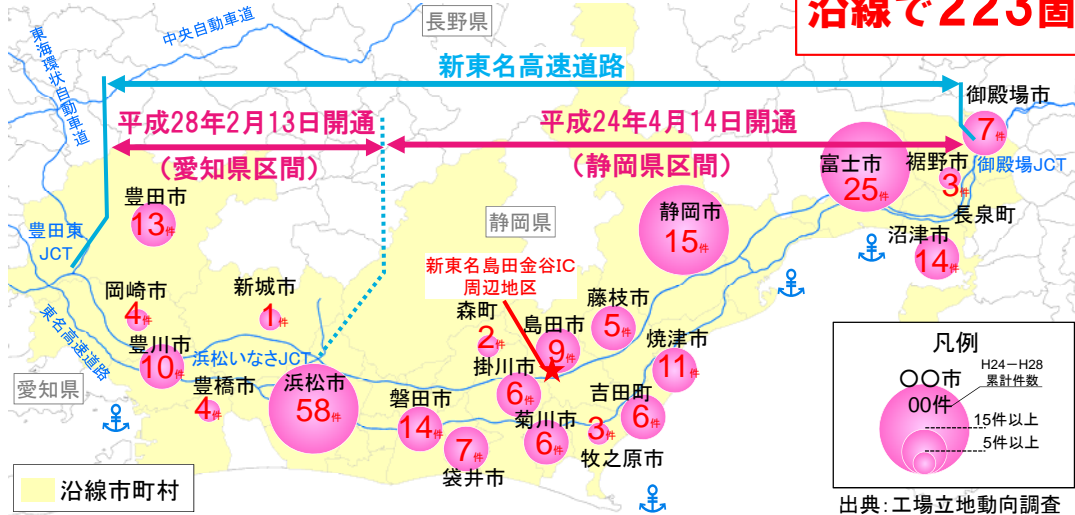 沿線で223箇
長野県
中央自動車道
東海環状自動車道
新東名高速道路
平成28年2月13日開通
（愛知県区間）
平成24年4月14日開通
（静岡県区間）
御殿場市
7件
御殿場JCT
富士市
25件
裾野市
3件
長泉町
沼津市
14件
豊田市
13件
豊田東
JCT
静岡県
静岡市
15件
新東名島田金谷IC
周辺地区
岡崎市
4件
新城市
1件
森町
2件
島田市
9件
藤枝市
5件
焼津市
11件
東名高速道路
豊川市
10件
浜松いなさJCT
浜松市
58件
掛川市
6件
吉田町
6件
愛知県
豊橋市
4件
磐田市
14件
菊川市
6件
3件
牧之原市
7件
袋井市
沿線市町村
凡例
〇〇市
00件
H24－H28
累計件数
15件以上
5件以上
出典：工場立地動向調査